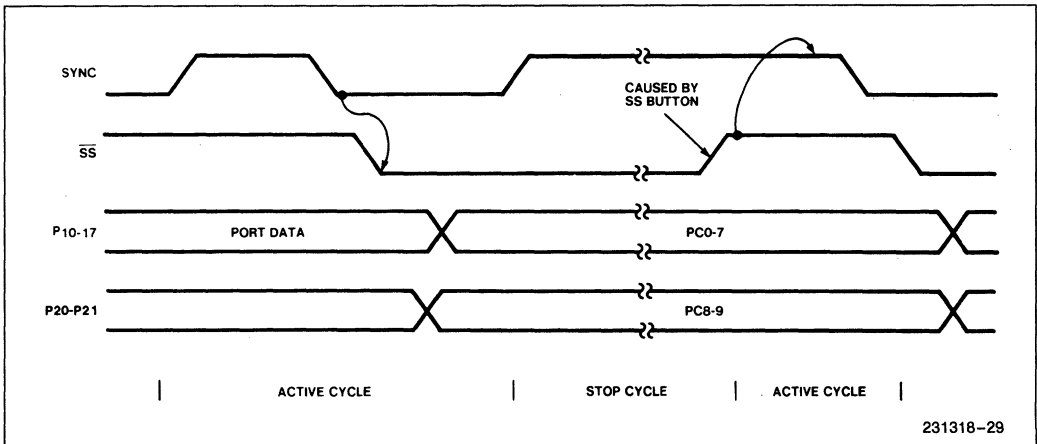 SYNC
CAUSED BY
SS BUTTON
SS
P10-17
PORT DATA
PC0-7
P20-P21
PC8-9
| ACTIVE CYCLE | STOP CYCLE | ACTIVE CYCLE |
231318-29